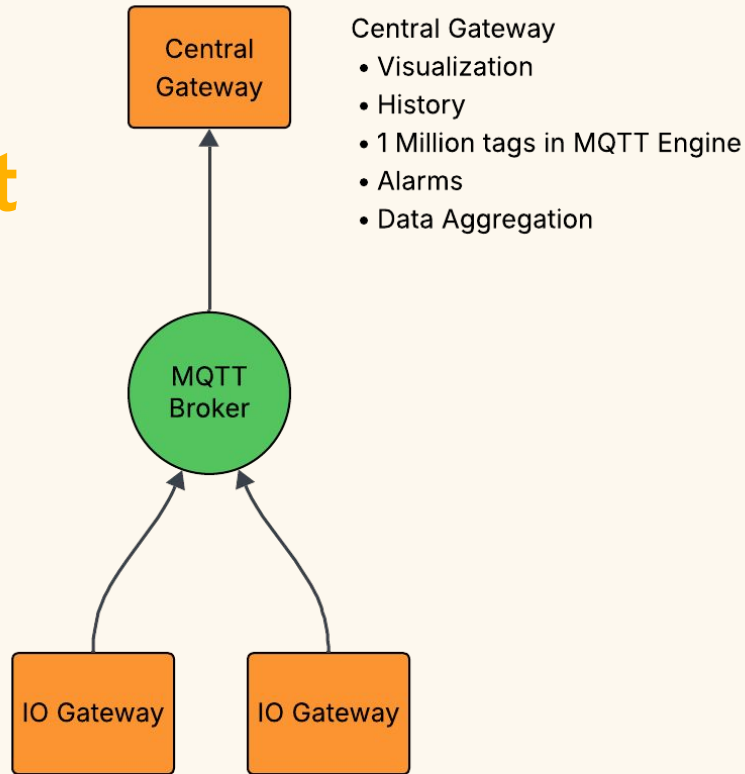 Central
Gateway
Central Gateway
• Visualization
• History
• 1 Million tags in MQTT Engine
• Alarms
• Data Aggregation
t
MQTT
Broker
IO Gateway
IO Gateway